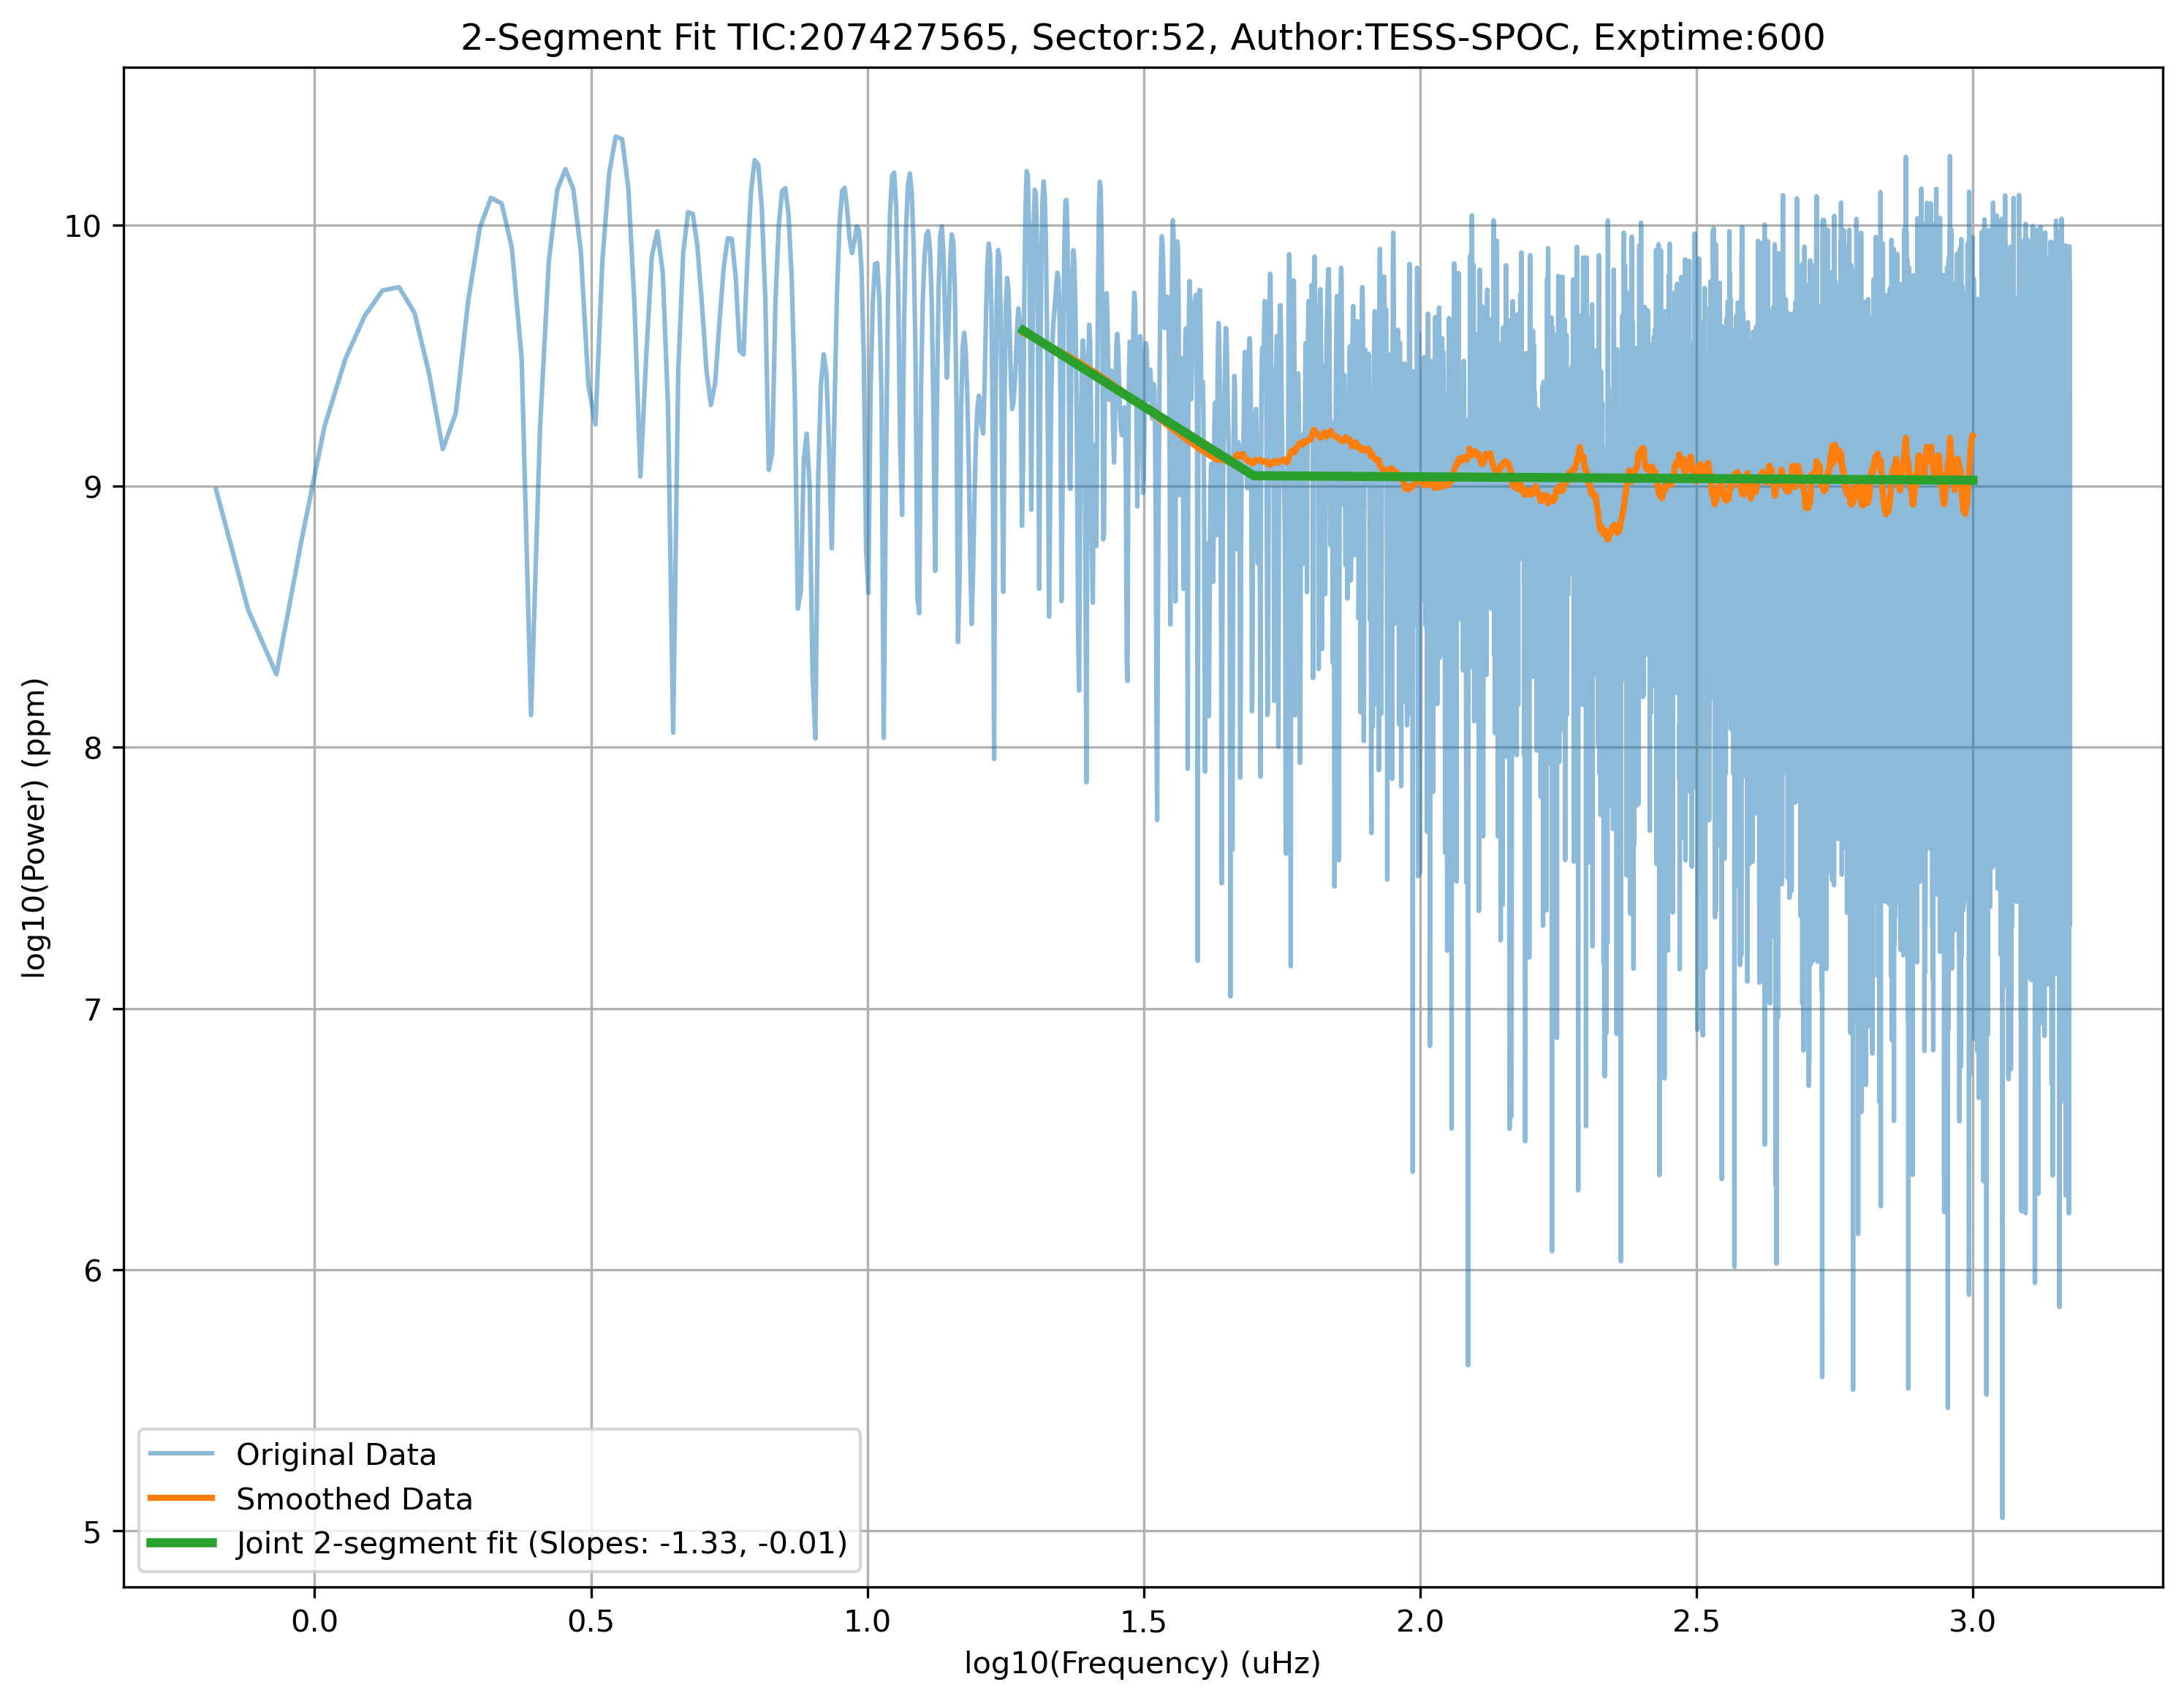 2-Segment Fit TIC:207427565, Sector:52, Author:TESS-SPOC, Exptime:600
log10(Power) (ppm)
10
9
8
7
6
5
Original Data
Smoothed Data
Joint 2-segment fit (Slopes: -1.33, -0.01)
0.0 0.5 1.0 1.5 2.0 2.5 3.0
log10(Frequency) (uHz)